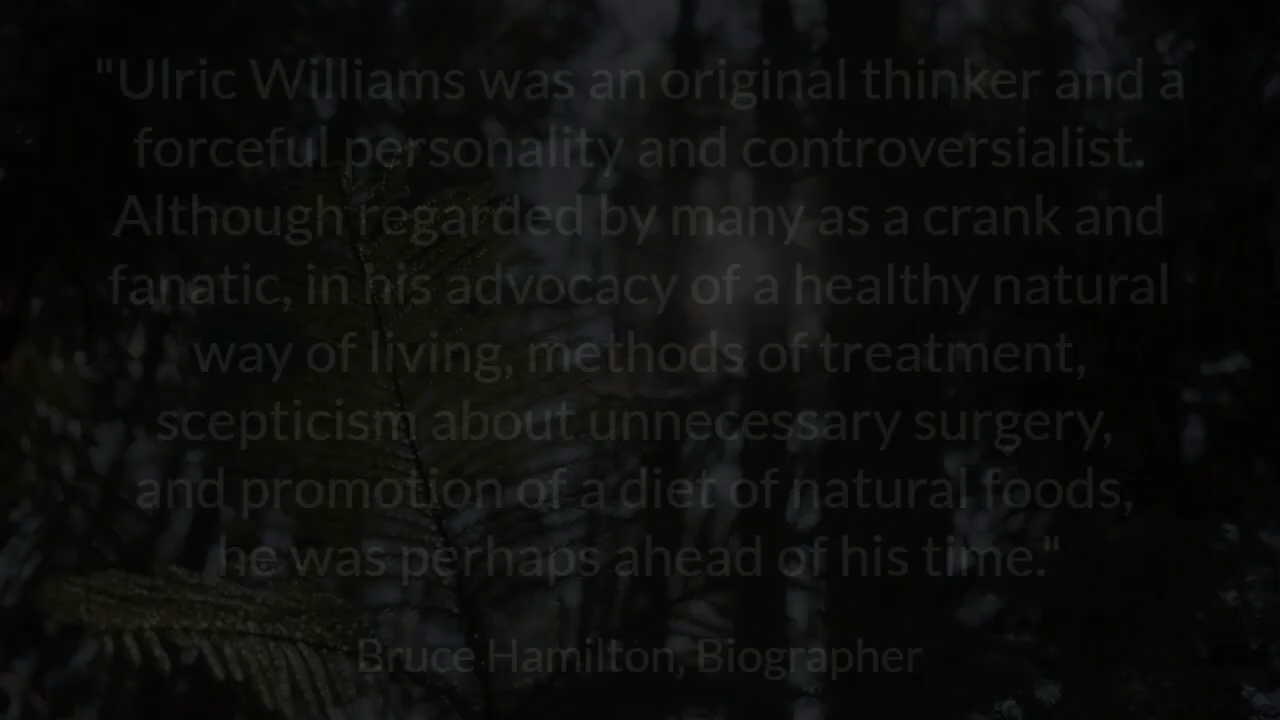 "Ulric Williams was an original thinker and a
forceful personality and controversialist.
Although regarded by many as a crank and
fanatic, in his advocacy of a healthy natural
way of living, methods of treatment,
scepticism about unnecessary surgery,
and promotion of a diet of natural foods,
he was perhaps ahead of his time."
Bruce Hamilton, Biographer